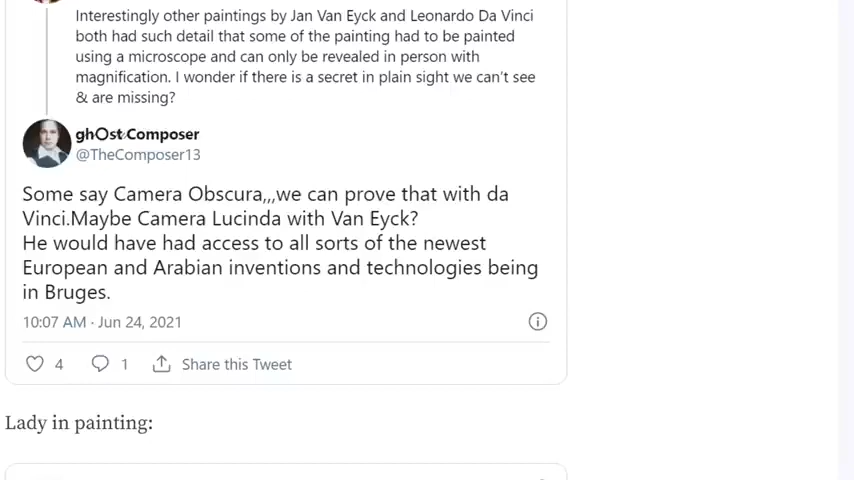 Interestingly other paintings by Jan Van Eyck and Leonardo Da Vinci
both had such detail that some of the painting had to be painted
using a microscope and can only be revealed in person with
magnification. I wonder if there is a secret in plain sight we can't see
& are missing?
ghOst Composer
@TheComposer13
Some say Camera Obscura,,,we can prove that with da
Vinci.Maybe Camera Lucinda with Van Eyck?
He would have had access to all sorts of the newest
European and Arabian inventions and technologies being
in Bruges.
10:07 AM · Jun 24, 2021
4 1 Share this Tweet
Lady in painting: